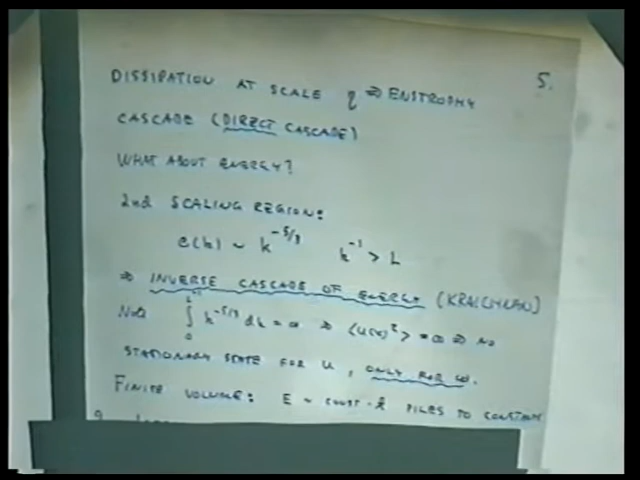 5.
DISSIPATION AT SCALE η ⇒ ENSTROPHY
CASCADE (DIRECT CASCADE)
WHAT ABOUT ENERGY?
2nd SCALING REGION:
e(k) ~ k^{-5/3} k^{-1} > L
⇒ INVERSE CASCADE OF ENERGY (KRAICHNAN)
Note ∫_0^{L^{-1}} k^{-5/3} dk = ∞ ⇒ <u(x)^2> = ∞ ⇒ NO
STATIONARY STATE FOR u, ONLY FOR ω.
FINITE VOLUME: E ~ CONST · t PILES TO CONSTANT